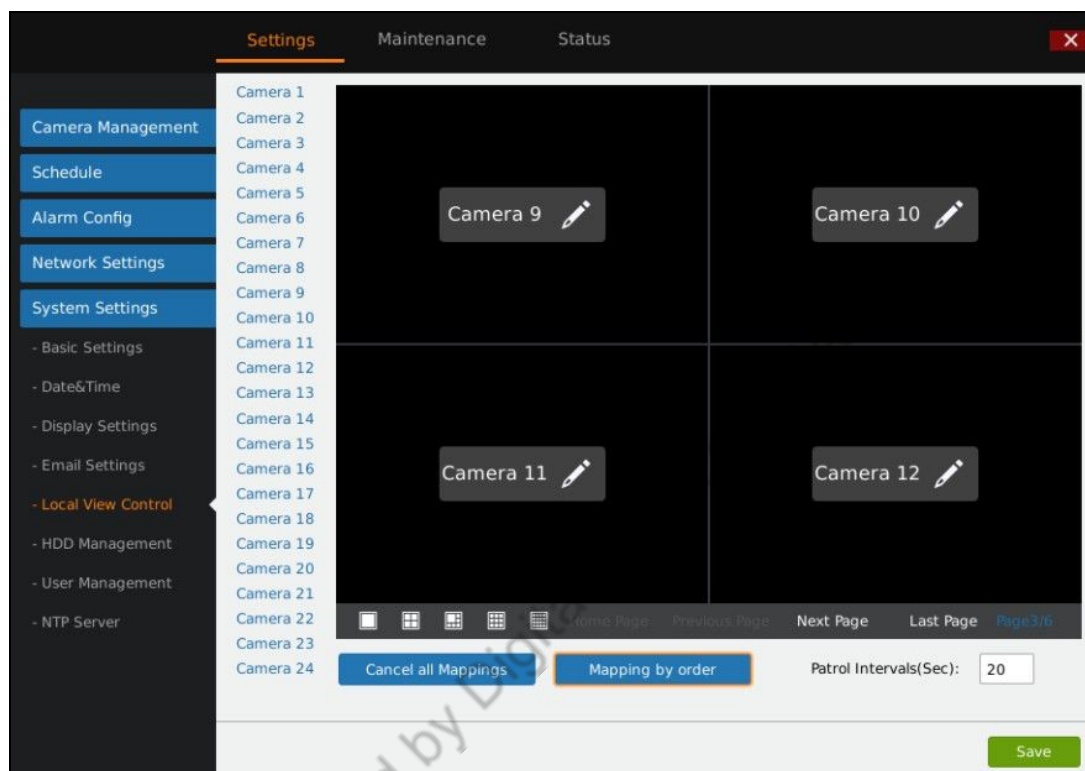 Settings Maintenance Status
Camera Management
Schedule
Alarm Config
Network Settings
System Settings
- Basic Settings
- Date&Time
- Display Settings
- Email Settings
- Local View Control
- HDD Management
- User Management
- NTP Server
Camera 1
Camera 2
Camera 3
Camera 4
Camera 5
Camera 6
Camera 7
Camera 8
Camera 9
Camera 10
Camera 11
Camera 12
Camera 13
Camera 14
Camera 15
Camera 16
Camera 17
Camera 18
Camera 19
Camera 20
Camera 21
Camera 22
Camera 23
Camera 24
Camera 9 Camera 10
Camera 11 Camera 12
Home Page Previous Page Next Page Last Page Page3/6
Cancel all Mappings Mapping by order Patrol Intervals(Sec): 20
Save
by